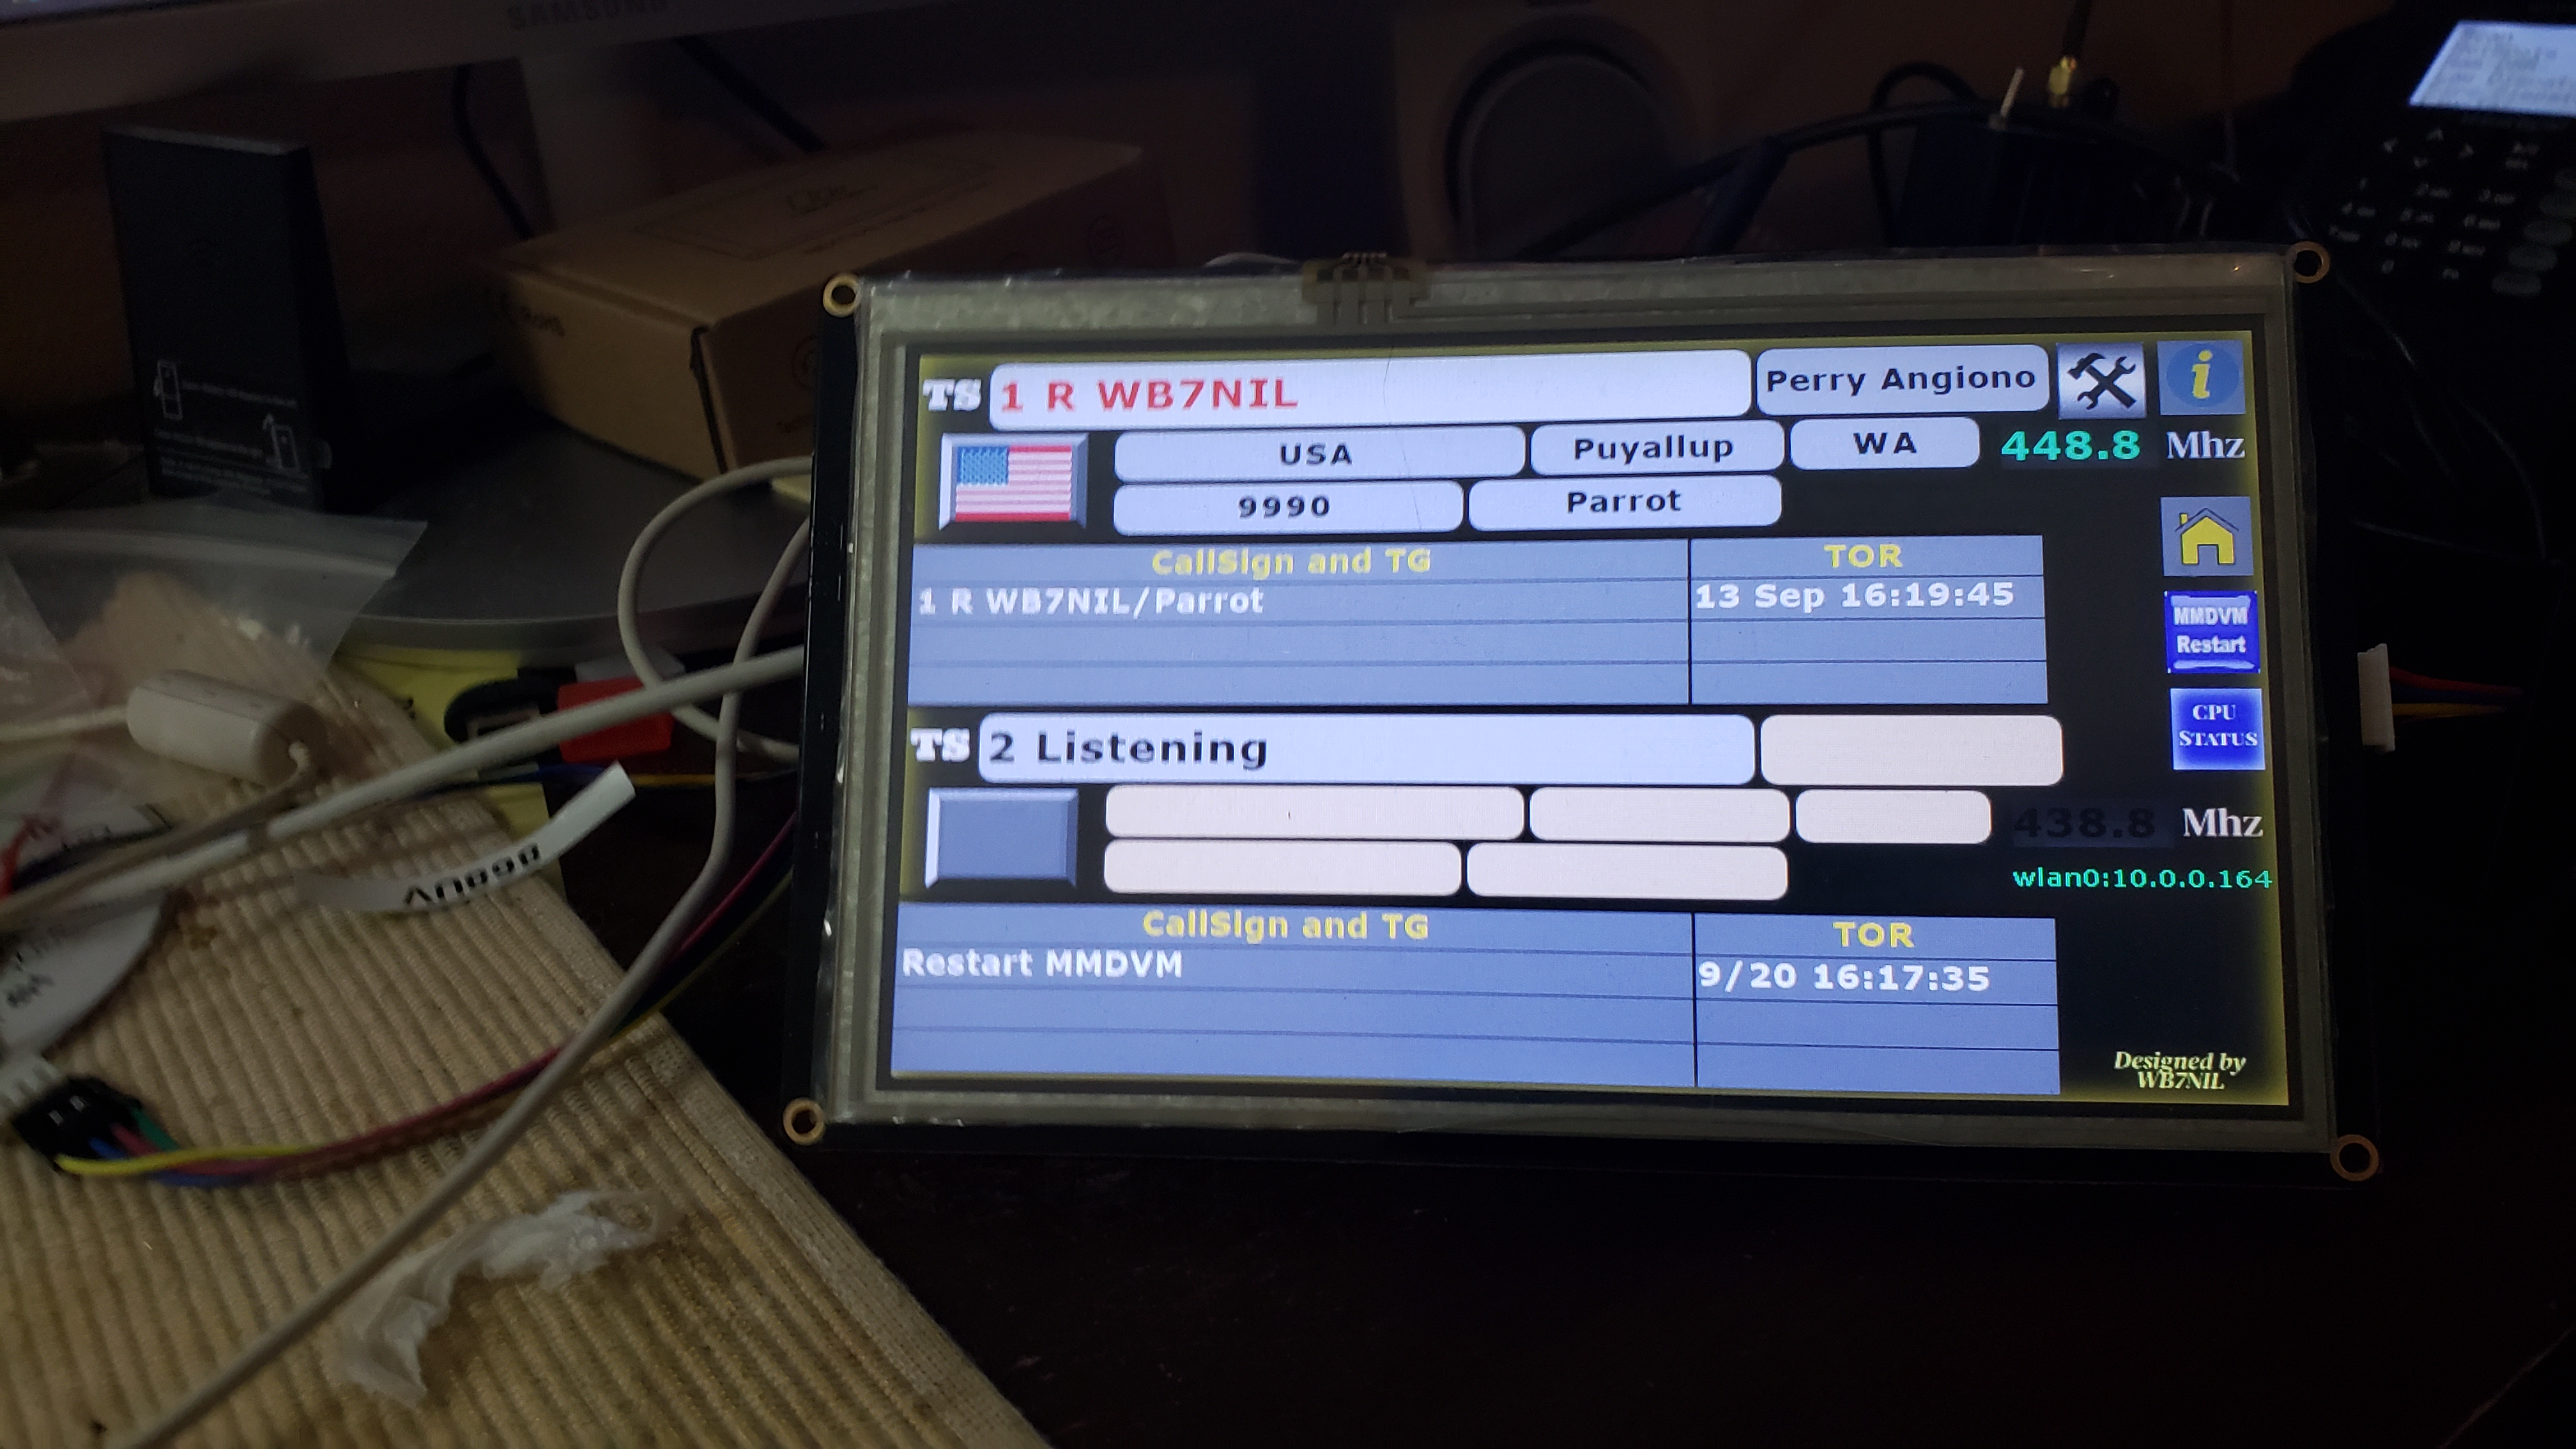 SAMSUNG
TS 1 R WB7NIL Perry Angiono i
USA Puyallup WA 448.8 Mhz
9990 Parrot
CallSign and TG TOR
1 R WB7NIL/Parrot 13 Sep 16:19:45
MMDVM
Restart
TS 2 Listening
CPU
STATUS
438.8 Mhz
wlan0:10.0.0.164
CallSign and TG TOR
Restart MMDVM 9/20 16:17:35
Designed by
WB7NIL
RoHS